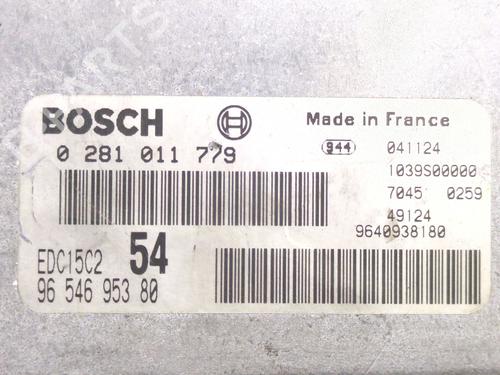 BOSCH
Made in France
0 281 011 779
944 041124
1039S00000
7045 0259
49124
9640938180
EDC15C2 54
96 546 953 80